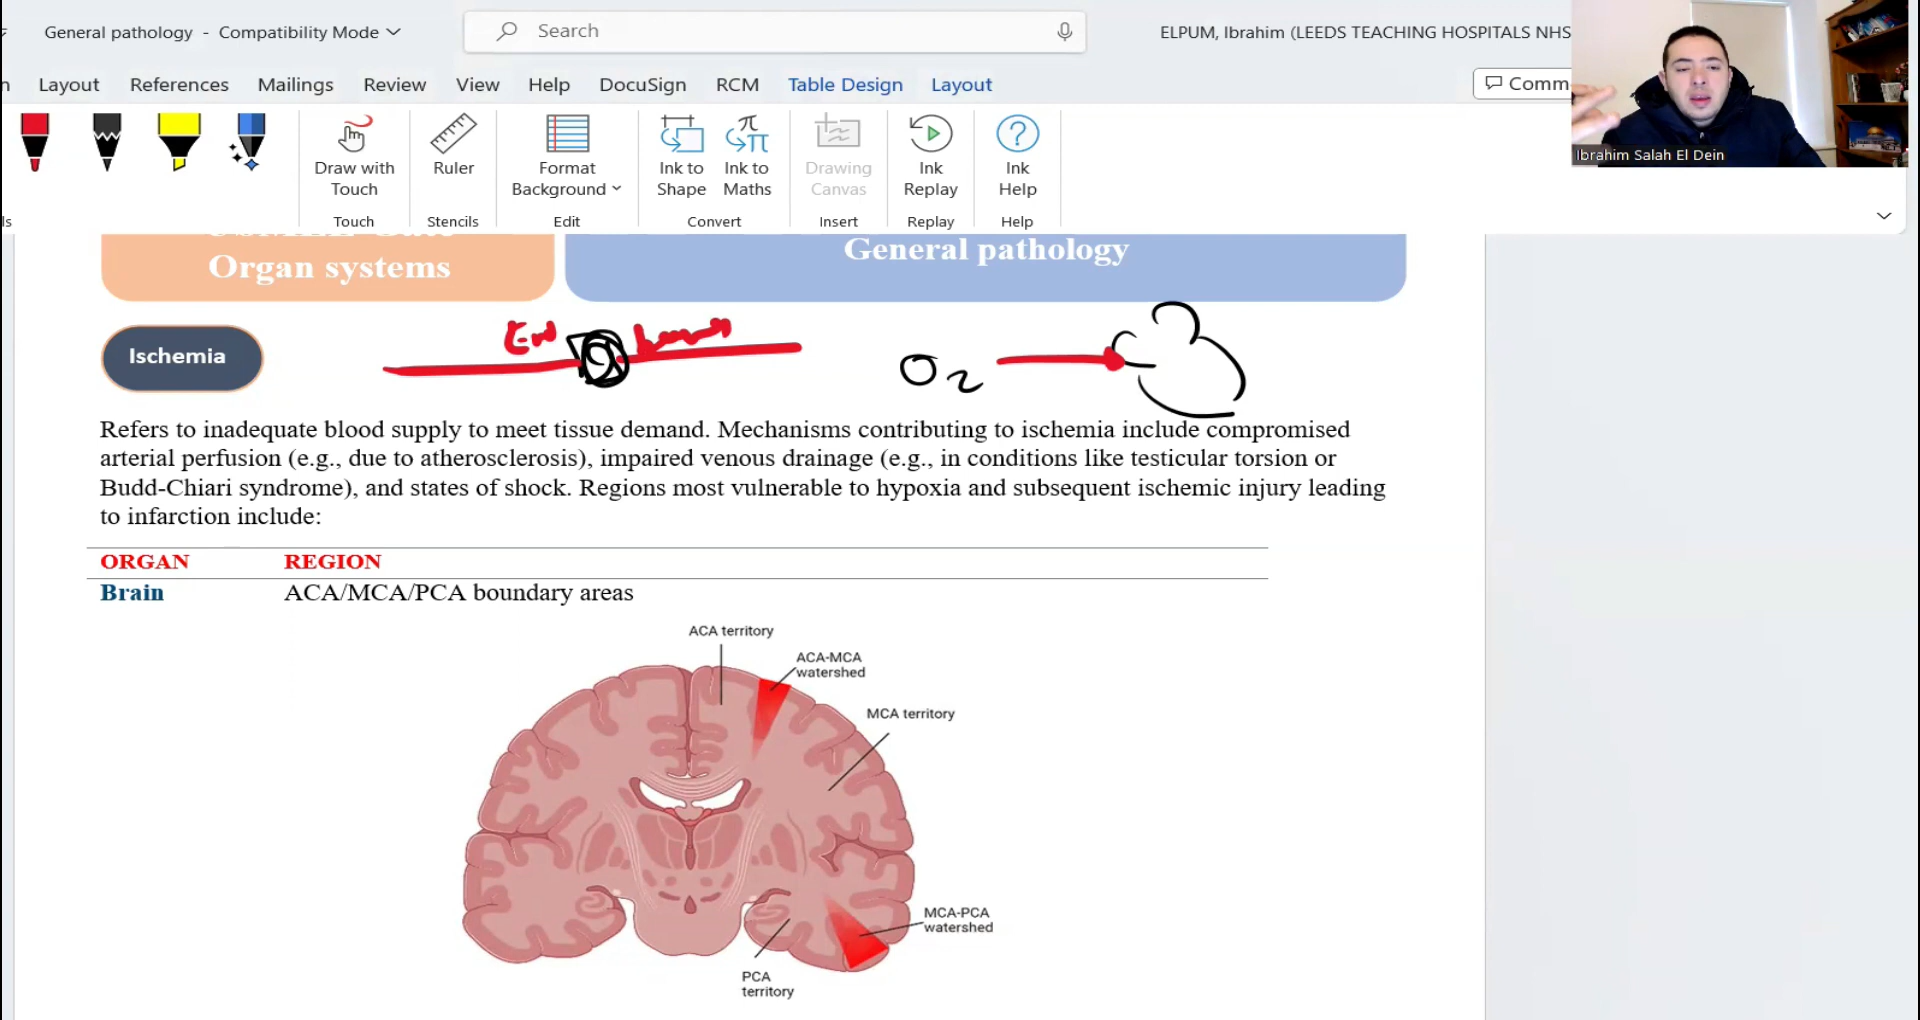 General pathology - Compatibility Mode
Search
ELPUM, Ibrahim (LEEDS TEACHING HOSPITALS NHS
Layout References Mailings Review View Help DocuSign RCM Table Design Layout
Comm
Draw with Touch
Ruler
Format Background
Ink to Shape
Ink to Maths
Drawing Canvas
Ink Replay
Ink Help
ls Touch Stencils Edit Convert Insert Replay Help
Ibrahim Salah El Dein
Organ systems
General pathology
Ischemia
End
O2
Refers to inadequate blood supply to meet tissue demand. Mechanisms contributing to ischemia include compromised
arterial perfusion (e.g., due to atherosclerosis), impaired venous drainage (e.g., in conditions like testicular torsion or
Budd-Chiari syndrome), and states of shock. Regions most vulnerable to hypoxia and subsequent ischemic injury leading
to infarction include:
ORGAN REGION
Brain ACA/MCA/PCA boundary areas
ACA territory
ACA-MCA
watershed
MCA territory
MCA-PCA
watershed
PCA
territory